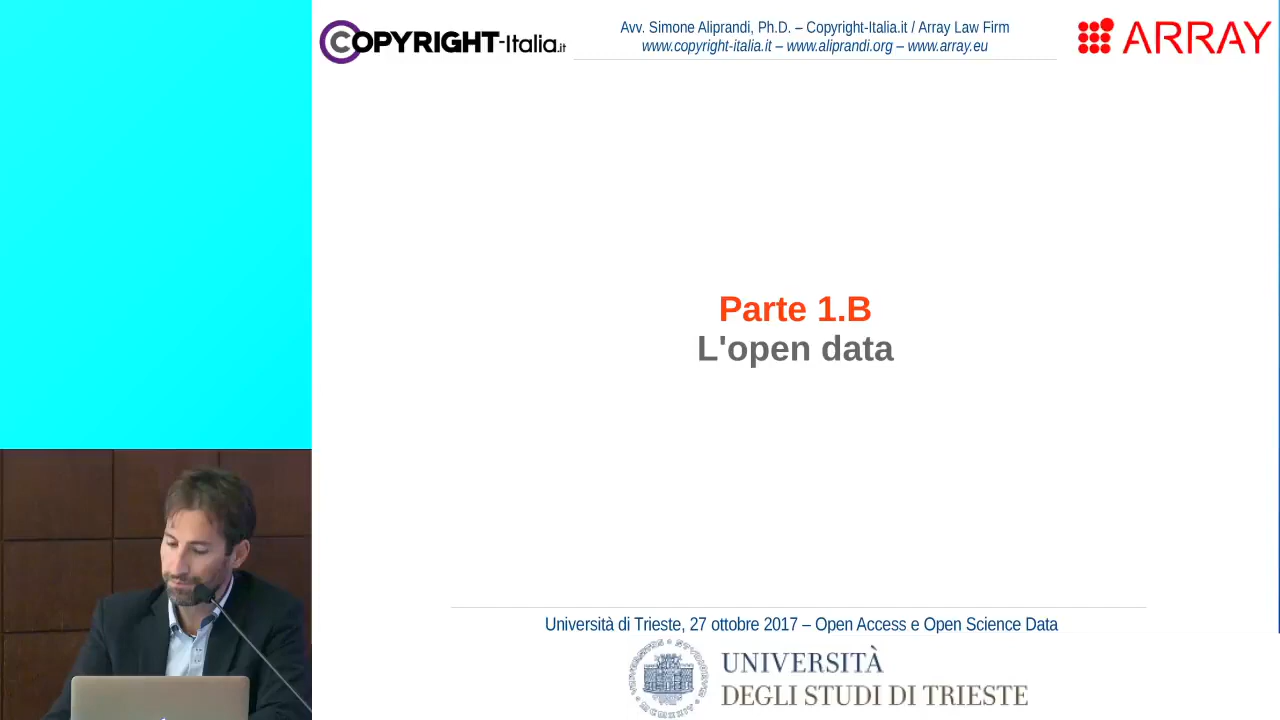 COPYRIGHT-Italia.it
Avv. Simone Aliprandi, Ph.D. – Copyright-Italia.it / Array Law Firm
www.copyright-italia.it – www.aliprandi.org – www.array.eu
ARRAY
Parte 1.B
L'open data
Università di Trieste, 27 ottobre 2017 – Open Access e Open Science Data
UNIVERSITÀ
DEGLI STUDI DI TRIESTE